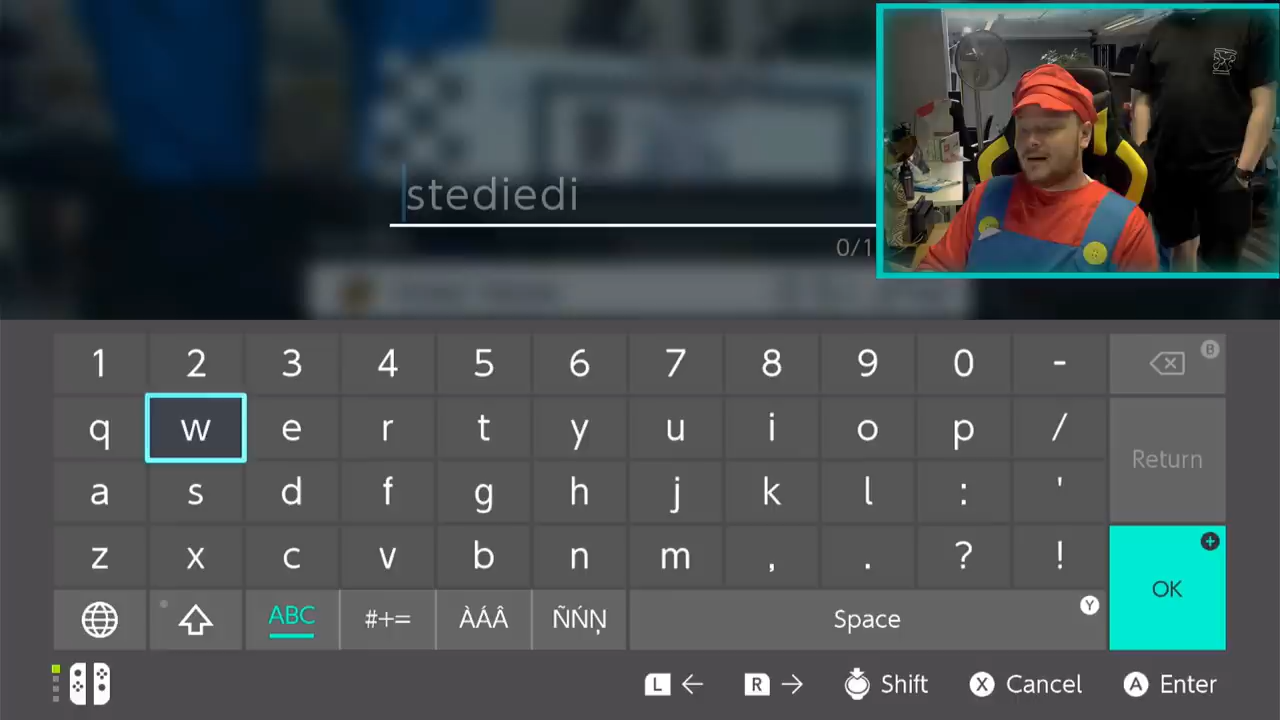 stediedi
0/1
1 2 3 4 5 6 7 8 9 0 -
B
q w e r t y u i o p /
Return
a s d f g h j k l : '
z x c v b n m , . ? !
+
OK
ABC #+= ÀÁÂ ÑŃŅ Space
Y
L ← R → Shift X Cancel A Enter